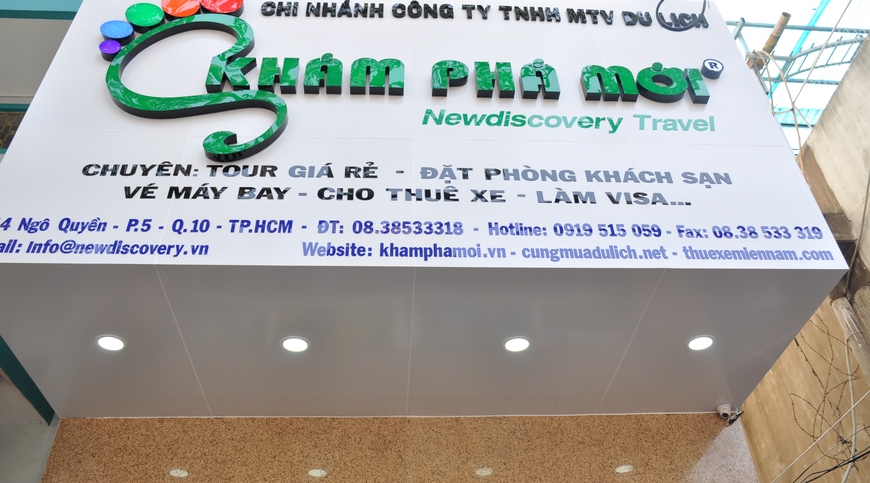 CHI NHÁNH CÔNG TY TNHH MTV DU LỊCH
KHÁM PHÁ MỚI ®
Newdiscovery Travel
CHUYÊN: TOUR GIÁ RẺ - ĐẶT PHÒNG KHÁCH SẠN
VÉ MÁY BAY - CHO THUÊ XE - LÀM VISA...
4 Ngô Quyền - P.5 - Q.10 - TP.HCM - ĐT: 08.38533318 - Hotline: 0919 515 059 - Fax: 08.38 533 319
ail: Info@newdiscovery.vn Website: khamphamoi.vn - cungmuadulich.net - thuexemiennam.com